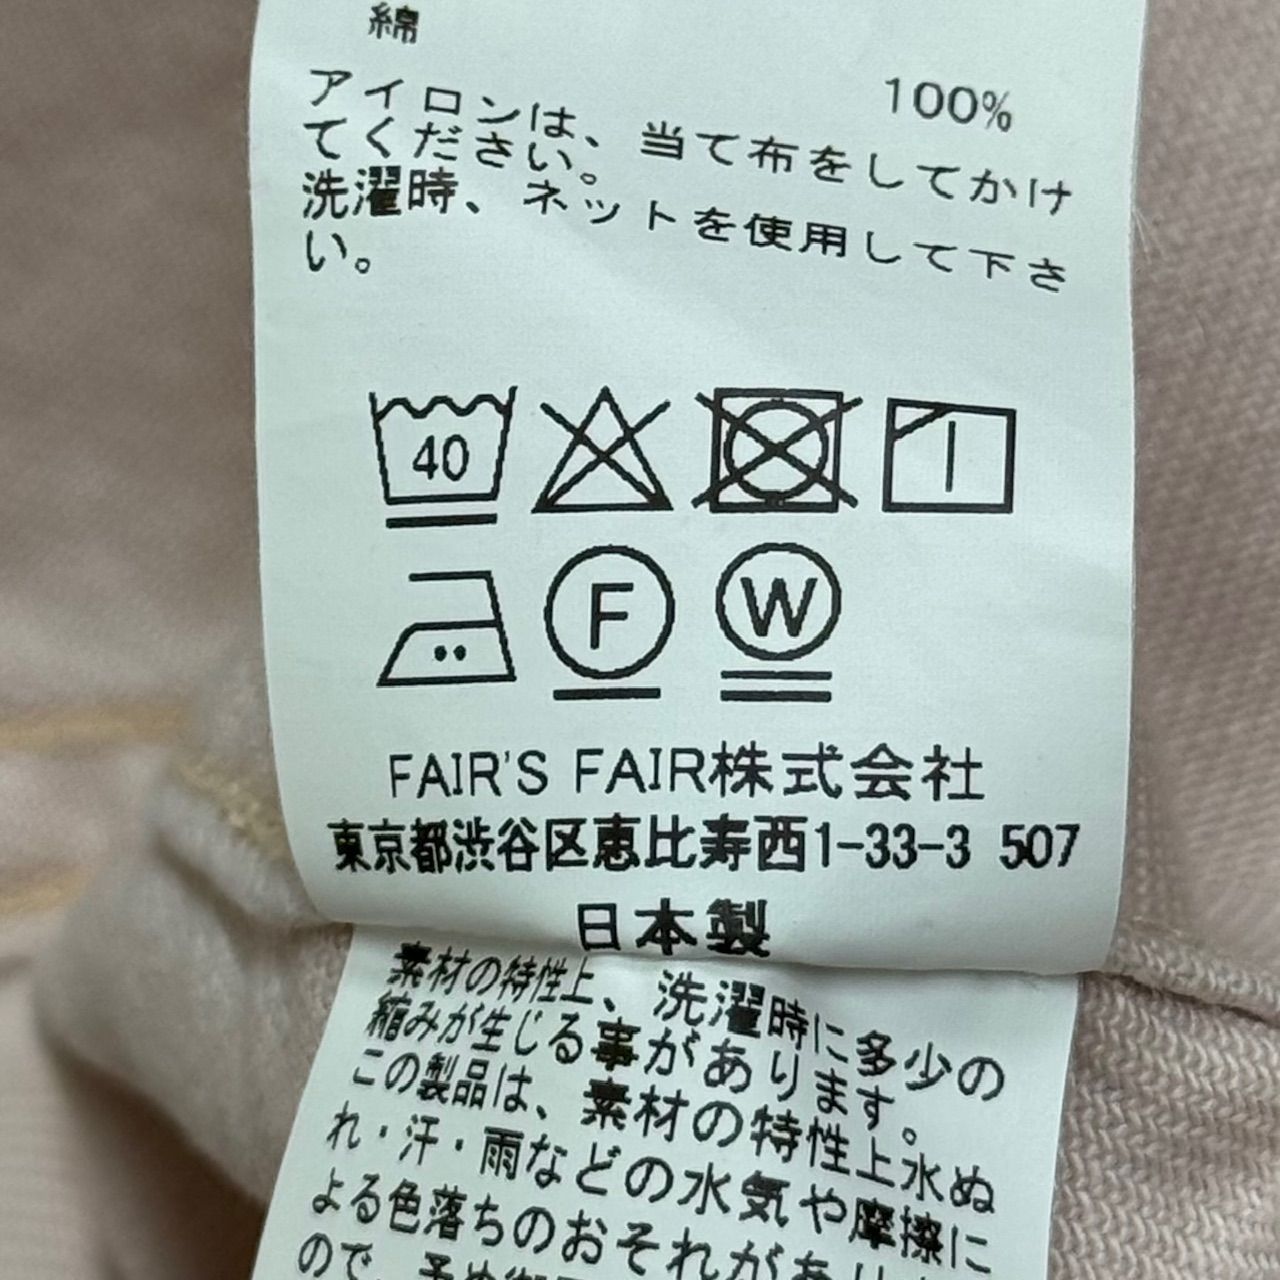 綿
100%
アイロンは、当て布をしてかけ
てください。
洗濯時、ネットを使用して下さ
い。
40
F
W
FAIR'S FAIR株式会社
東京都渋谷区恵比寿西1-33-3 507
日本製
素材の特性上、洗濯時に多少の
縮みが生じる事があります。
この製品は、素材の特性上水ぬ
れ・汗・雨などの水気や摩擦に
よる色落ちのおそれがあり
ので、予め御